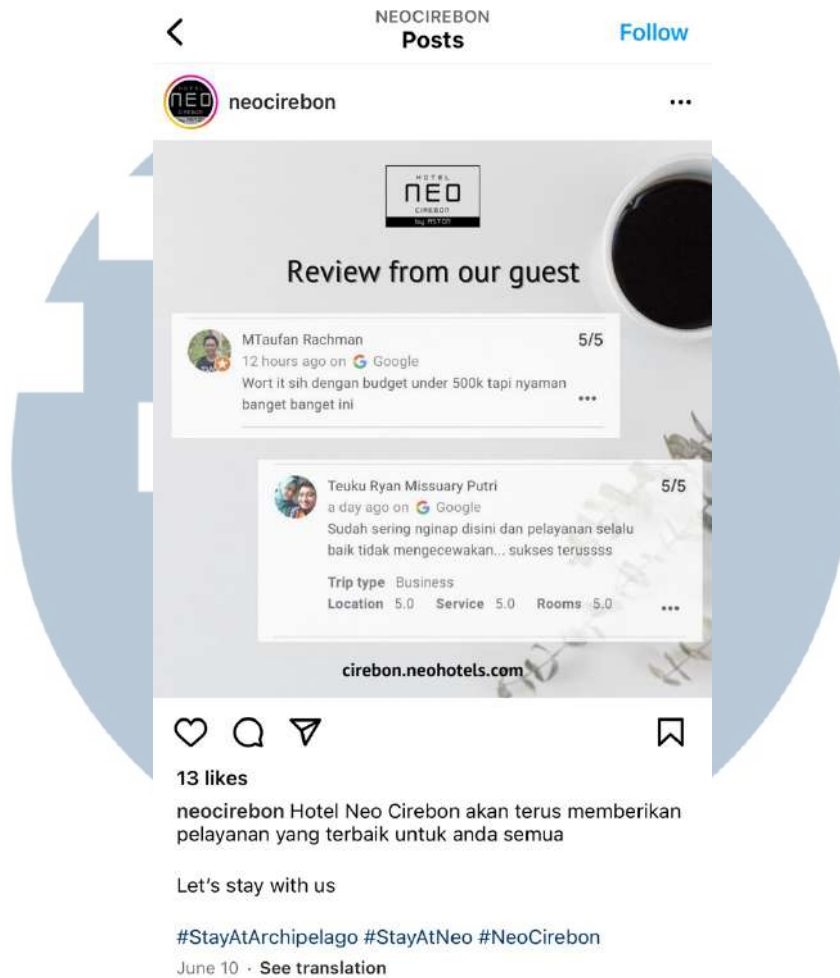 NEOCIREBON
Posts
Follow
neocirebon
HOTEL
NEO
CIREBON
by ASTON
Review from our guest
MTaufan Rachman
5/5
12 hours ago on Google
Wort it sih dengan budget under 500k tapi nyaman
banget banget ini
Teuku Ryan Missuary Putri
5/5
a day ago on Google
Sudah sering nginap disini dan pelayanan selalu
baik tidak mengecewakan... sukses terussss
Trip type Business
Location 5.0 Service 5.0 Rooms 5.0
cirebon.neohotels.com
13 likes
neocirebon Hotel Neo Cirebon akan terus memberikan
pelayanan yang terbaik untuk anda semua
Let's stay with us
#StayAtArchipelago #StayAtNeo #NeoCirebon
June 10 · See translation